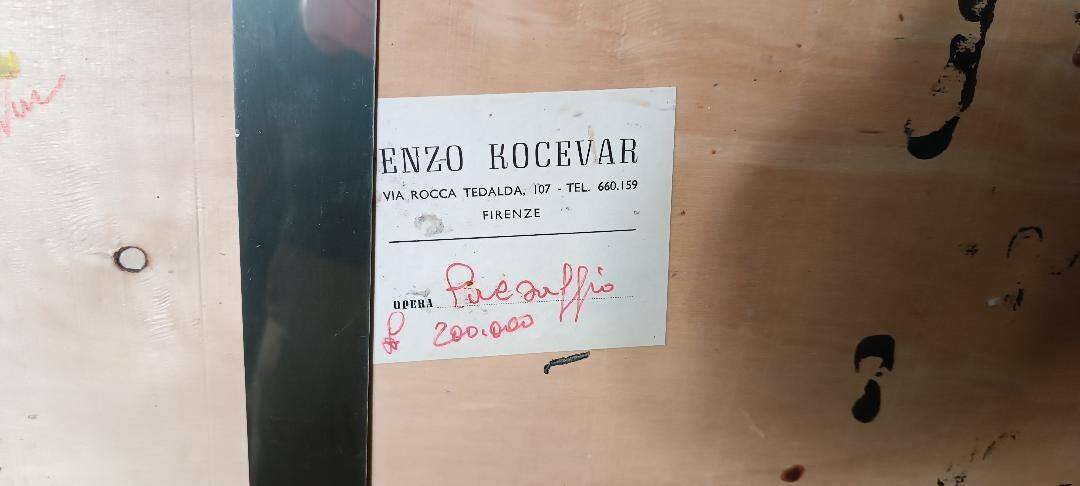 ENZO KOCEVAR
VIA ROCCA TEDALDA, 107 - TEL. 660.159
FIRENZE
OPERA Paesaggio
£ 200.000